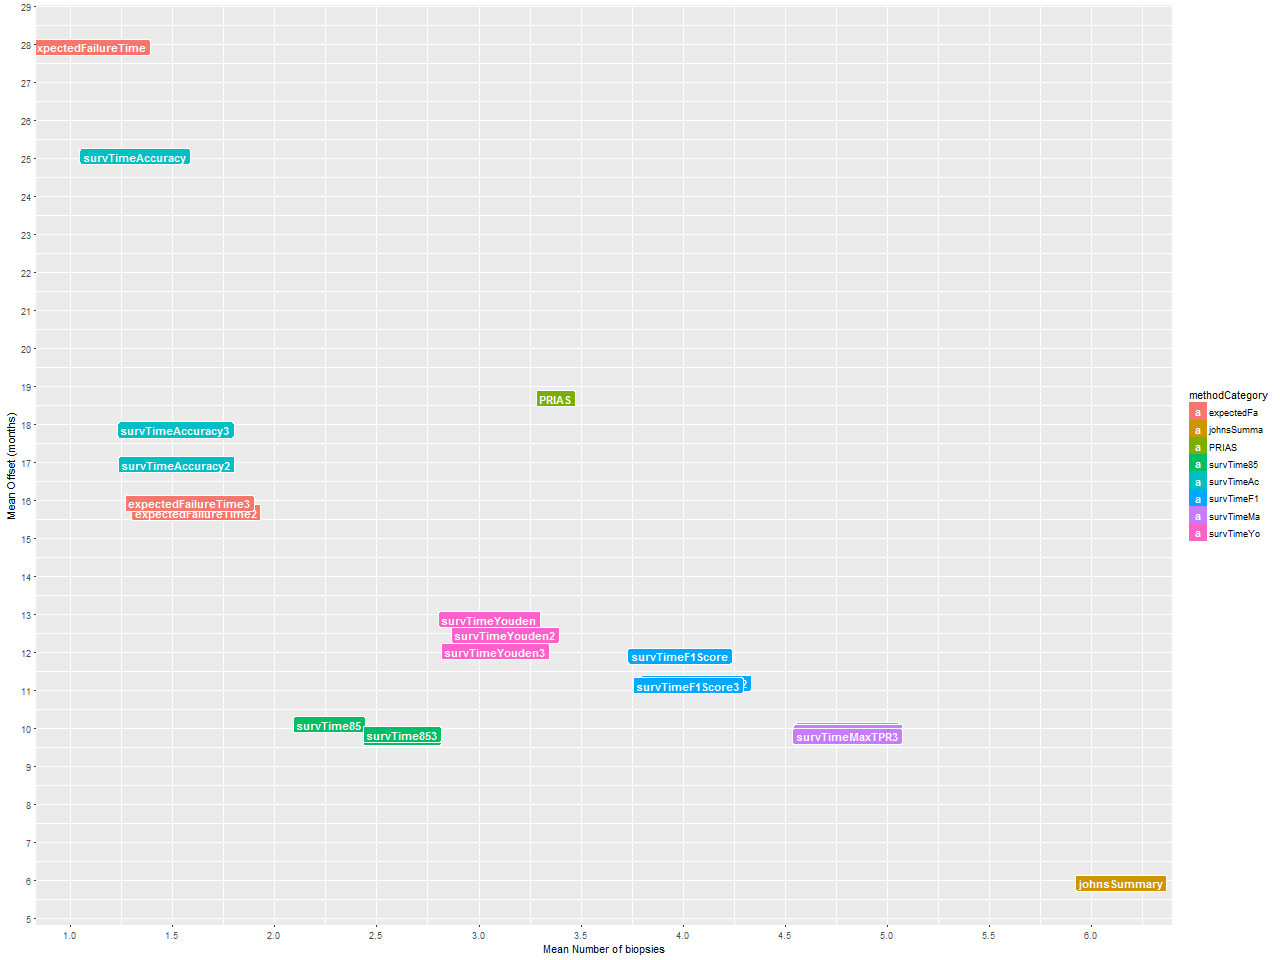 29
28
27
26
25
24
23
22
21
20
19
18
17
16
15
14
13
12
11
10
9
8
7
6
5
Mean Offset (months)
xpectedFailureTime
survTimeAccuracy
PRIAS
survTimeAccuracy3
survTimeAccuracy2
expectedFailureTime3
expectedFailureTime2
survTimeYouden
survTimeYouden2
survTimeYouden3
survTimeF1Score
survTimeF1Score3
2
survTime85
survTime853
survTimeMaxTPR3
johnsSummary
1.0 1.5 2.0 2.5 3.0 3.5 4.0 4.5 5.0 5.5 6.0
Mean Number of biopsies
methodCategory
a expectedFa
a johnsSumma
a PRIAS
a survTime85
a survTimeAc
a survTimeF1
a survTimeMa
a survTimeYo